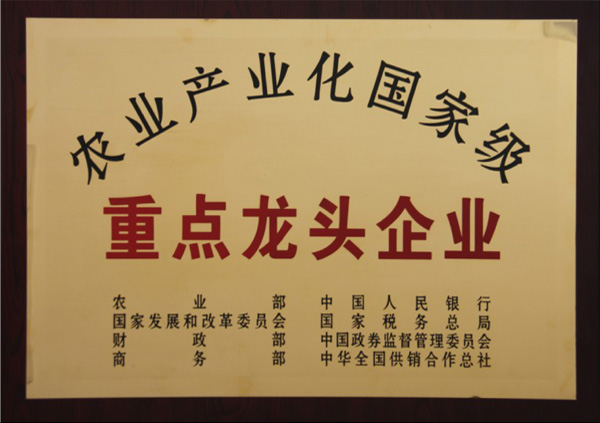 农业产业化国家级
重点龙头企业
农业部 中国人民银行
国家发展和改革委员会 国家税务总局
财政部 中国政券监督管理委员会
商务部 中华全国供销合作总社